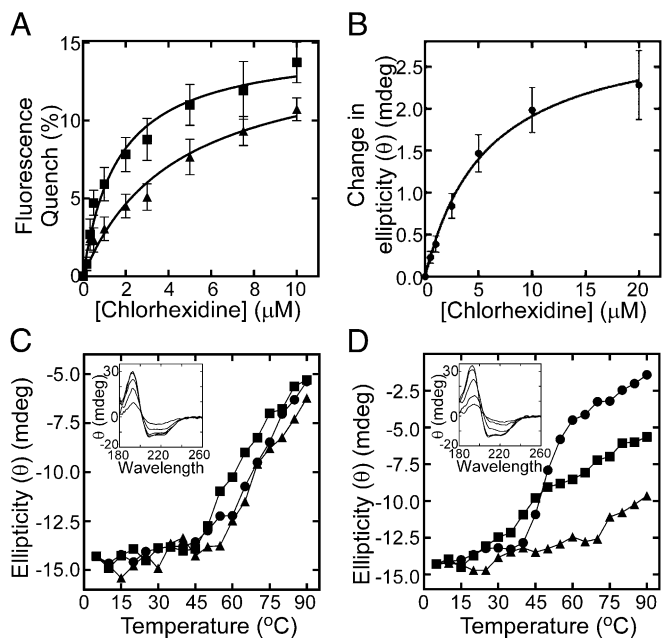 A
B
15
10
5
0
Fluorescence
Quench (%)
0 2 4 6 8 10
[Chlorhexidine] (μM)
2.5
2.0
1.5
1.0
0.5
0.0
Change in
ellipticity (θ) (mdeg)
0 5 10 15 20
[Chlorhexidine] (μM)
C
D
-5.0
-7.5
-10.0
-12.5
-15.0
Ellipticity (θ) (mdeg)
30
0
-20
θ (mdeg)
180 220 260
Wavelength
0 15 30 45 60 75 90
Temperature (°C)
-2.5
-5.0
-7.5
-10.0
-12.5
-15.0
Ellipticity (θ) (mdeg)
30
0
-20
θ (mdeg)
180 220 260
Wavelength
0 15 30 45 60 75 90
Temperature (°C)